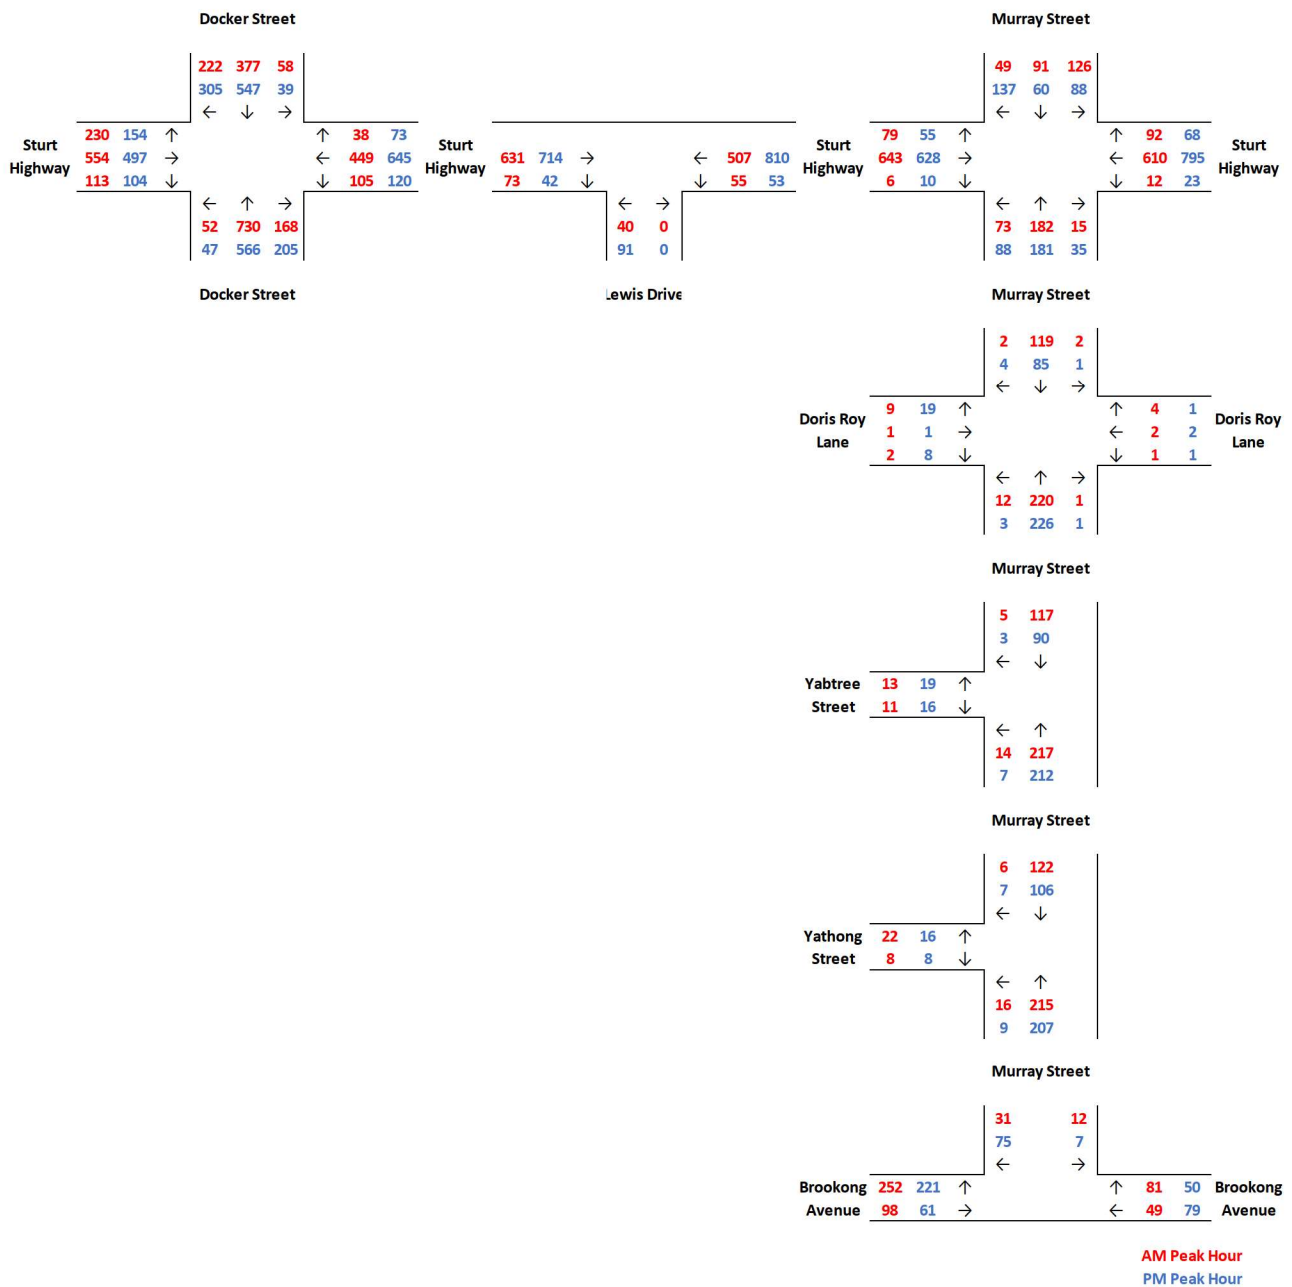 Docker Street Murray Street
222 377 58 49 91 126
305 547 39 137 60 88
← ↓ → ← ↓ →
230 154 ↑ ↑ 38 73 79 55 ↑ ↑ 92 68
Sturt Highway 554 497 → ← 449 645 Sturt Highway 631 714 → ← 507 810 Sturt Highway 643 628 → ← 610 795 Sturt Highway
113 104 ↓ ↓ 105 120 73 42 ↓ ↓ 55 53 6 10 ↓ ↓ 12 23
← ↑ → ← → ← ↑ →
52 730 168 40 0 73 182 15
47 566 205 91 0 88 181 35
Docker Street Lewis Drive Murray Street
2 119 2
4 85 1
← ↓ →
9 19 ↑ ↑ 4 1
Doris Roy Lane 1 1 → ← 2 2 Doris Roy Lane
2 8 ↓ ↓ 1 1
← ↑ →
12 220 1
3 226 1
Murray Street
5 117
3 90
← ↓
Yabtree 13 19 ↑
Street 11 16 ↓
← ↑
14 217
7 212
Murray Street
6 122
7 106
← ↓
Yathong 22 16 ↑
Street 8 8 ↓
← ↑
16 215
9 207
Murray Street
31 12
75 7
← →
Brookong 252 221 ↑ ↑ 81 50 Brookong
Avenue 98 61 → ← 49 79 Avenue
AM Peak Hour
PM Peak Hour